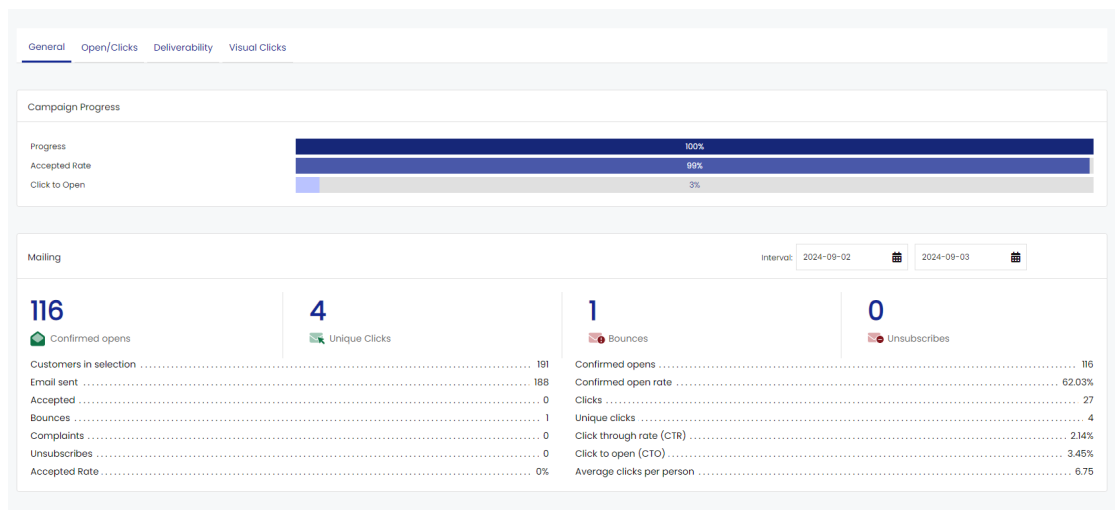 General Open/Clicks Deliverability Visual Clicks
Campaign Progress
Progress 100%
Accepted Rate 99%
Click to Open 3%
Mailing Interval: 2024-09-02 2024-09-03
116 4 1 0
Confirmed opens Unique Clicks Bounces Unsubscribes
Customers in selection 191 Confirmed opens 116
Email sent 188 Confirmed open rate 62.03%
Accepted 0 Clicks 27
Bounces 1 Unique clicks 4
Complaints 0 Click through rate (CTR) 2.14%
Unsubscribes 0 Click to open (CTO) 3.45%
Accepted Rate 0% Average clicks per person 6.75